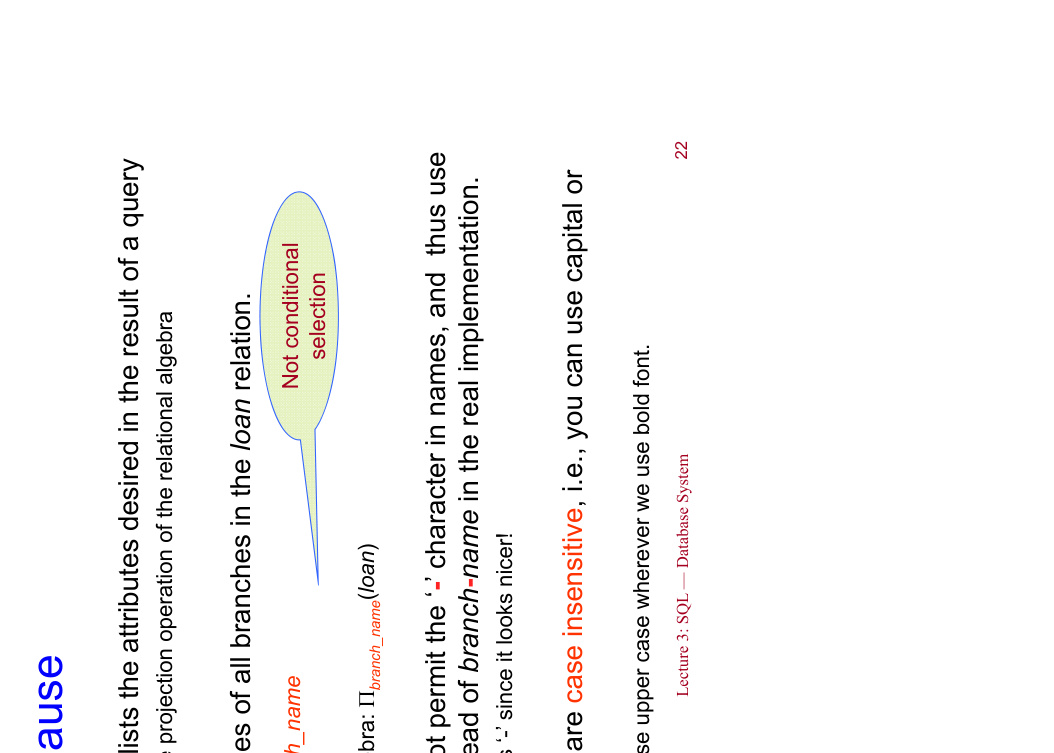 ause
lists the attributes desired in the result of a query
e projection operation of the relational algebra
es of all branches in the loan relation.
h_name
Not conditional
selection
bra: Πbranch_name(loan)
ot permit the ‘-’ character in names, and thus use
ead of branch-name in the real implementation.
s ‘-’ since it looks nicer!
are case insensitive, i.e., you can use capital or
se upper case wherever we use bold font.
Lecture 3: SQL — Database System
22